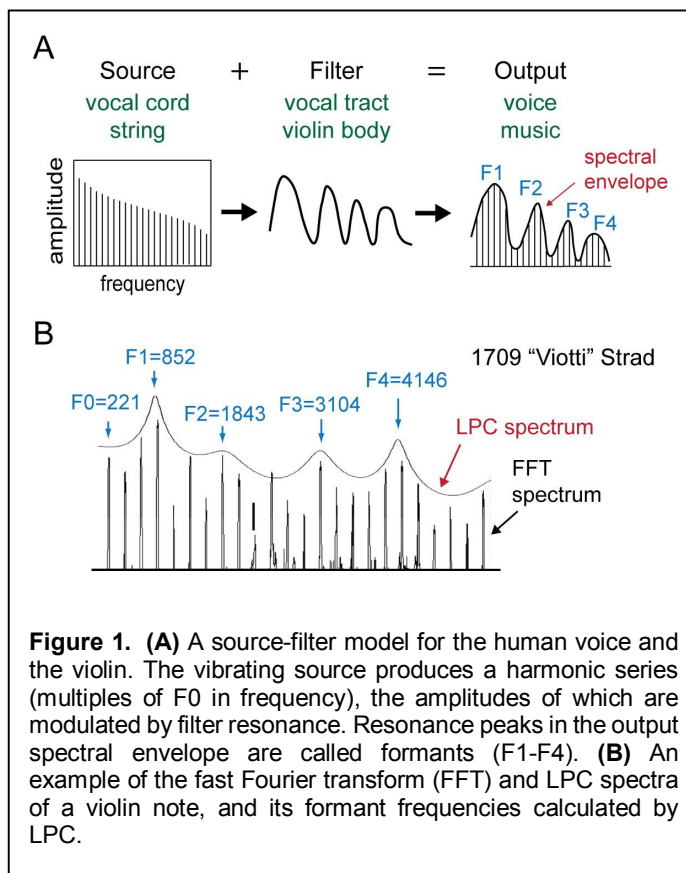 A
Source + Filter = Output
vocal cord vocal tract voice
string violin body music
amplitude
frequency
F1
F2
F3
F4
spectral
envelope
B
1709 “Viotti” Strad
F0=221
F1=852
F2=1843
F3=3104
F4=4146
LPC spectrum
FFT
spectrum
Figure 1. (A) A source-filter model for the human voice and
the violin. The vibrating source produces a harmonic series
(multiples of F0 in frequency), the amplitudes of which are
modulated by filter resonance. Resonance peaks in the output
spectral envelope are called formants (F1-F4). (B) An
example of the fast Fourier transform (FFT) and LPC spectra
of a violin note, and its formant frequencies calculated by
LPC.